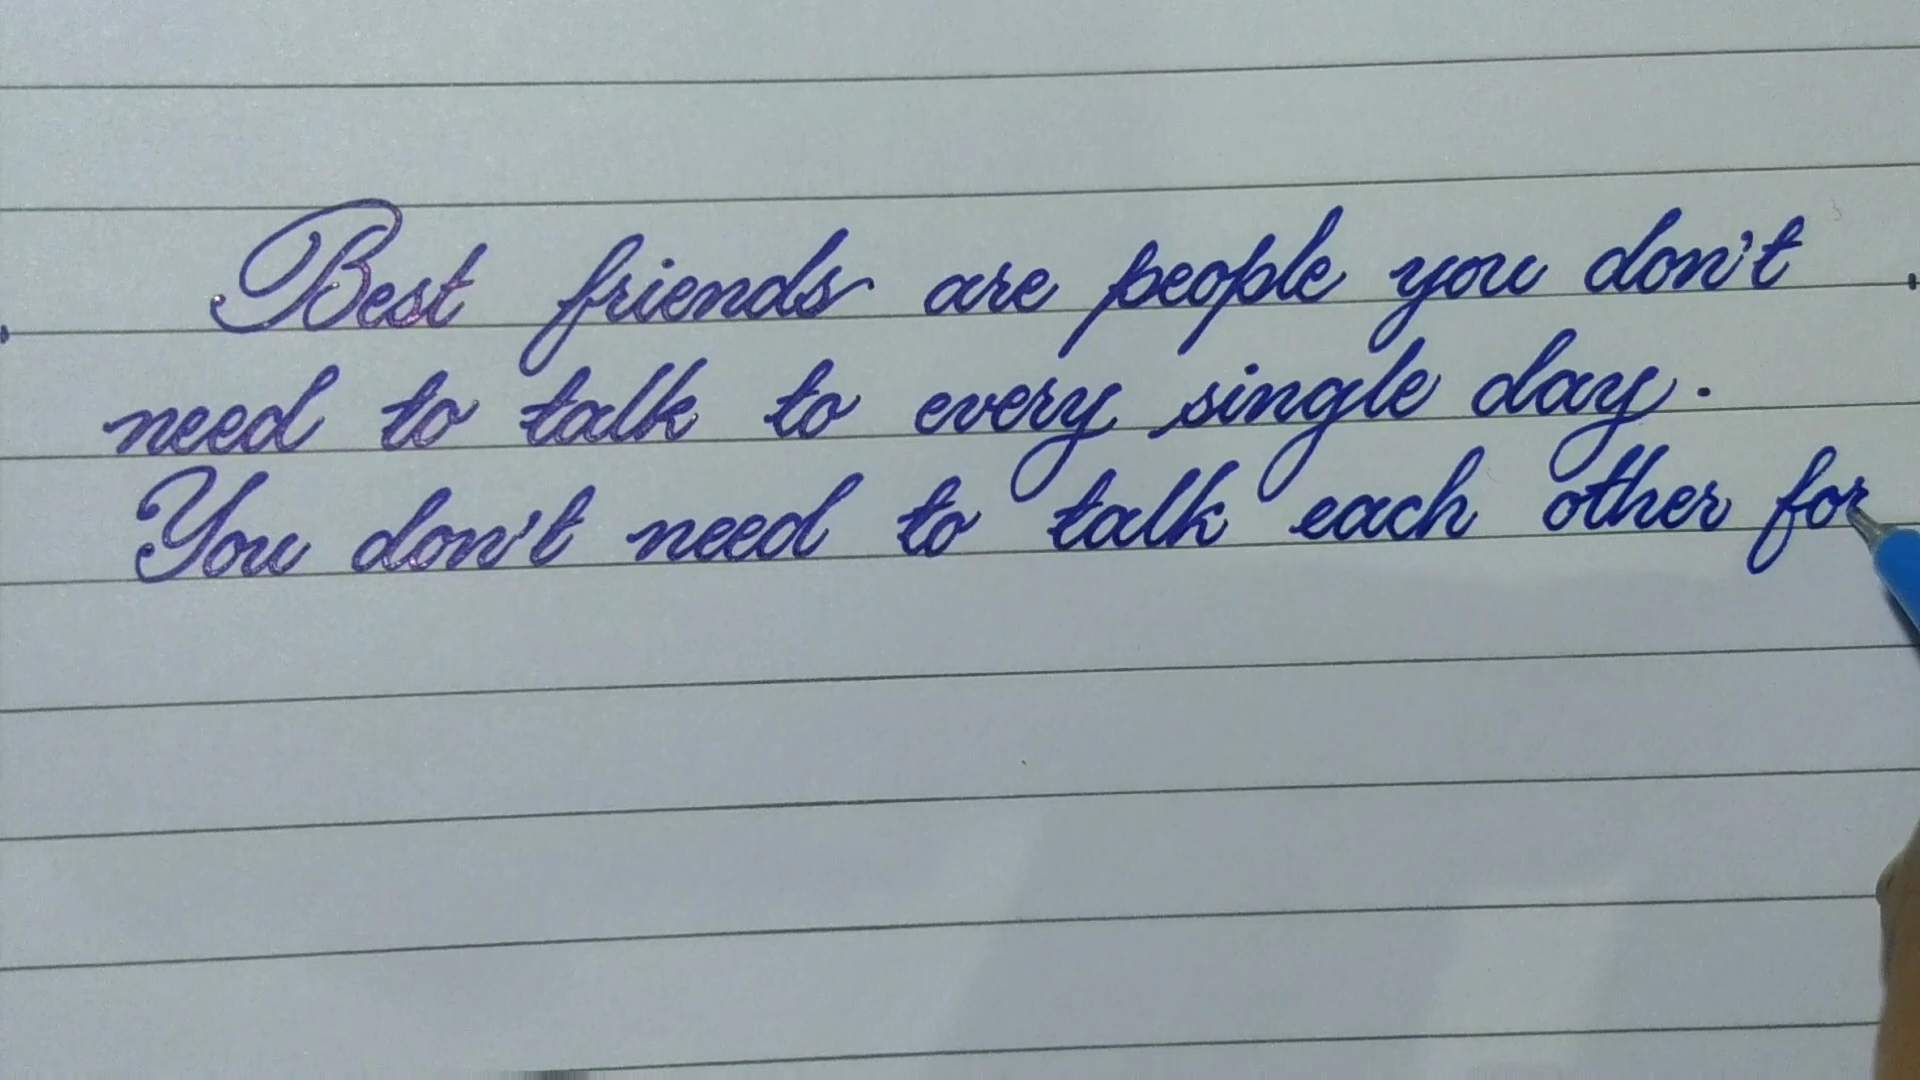 Best friends are people you don't
need to talk to every single day.
You don't need to talk each other for